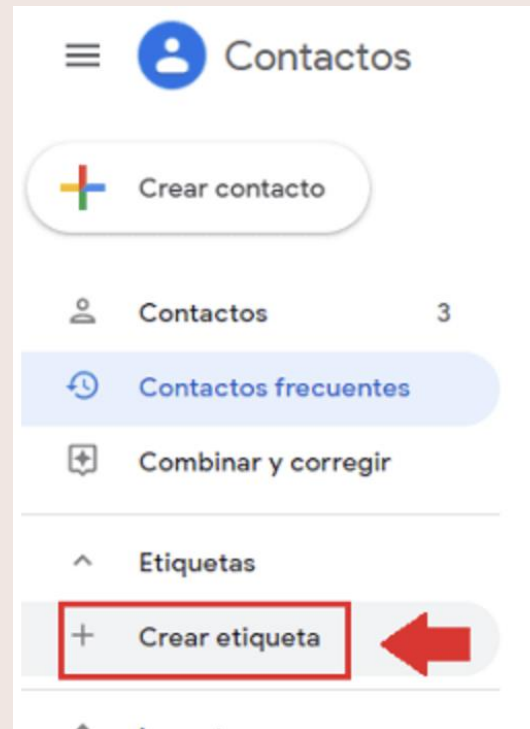 Contactos
Crear contacto
Contactos 3
Contactos frecuentes
Combinar y corregir
Etiquetas
Crear etiqueta